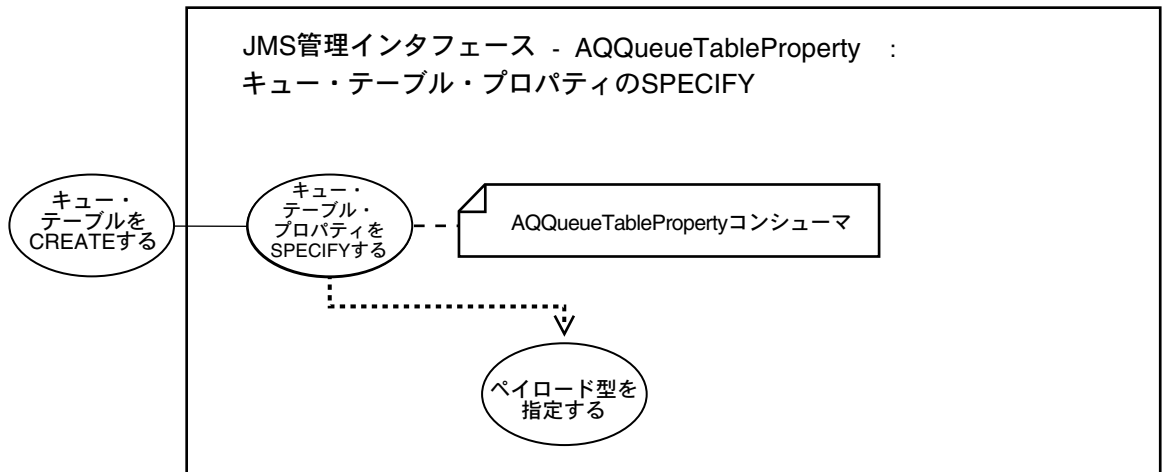 JMS管理インタフェース - AQQueueTableProperty :
キュー・テーブル・プロパティのSPECIFY
キュー・
テーブルを
CREATEする
キュー・
テーブル・
プロパティを
SPECIFYする
AQQueueTablePropertyコンシューマ
ペイロード型を
指定する